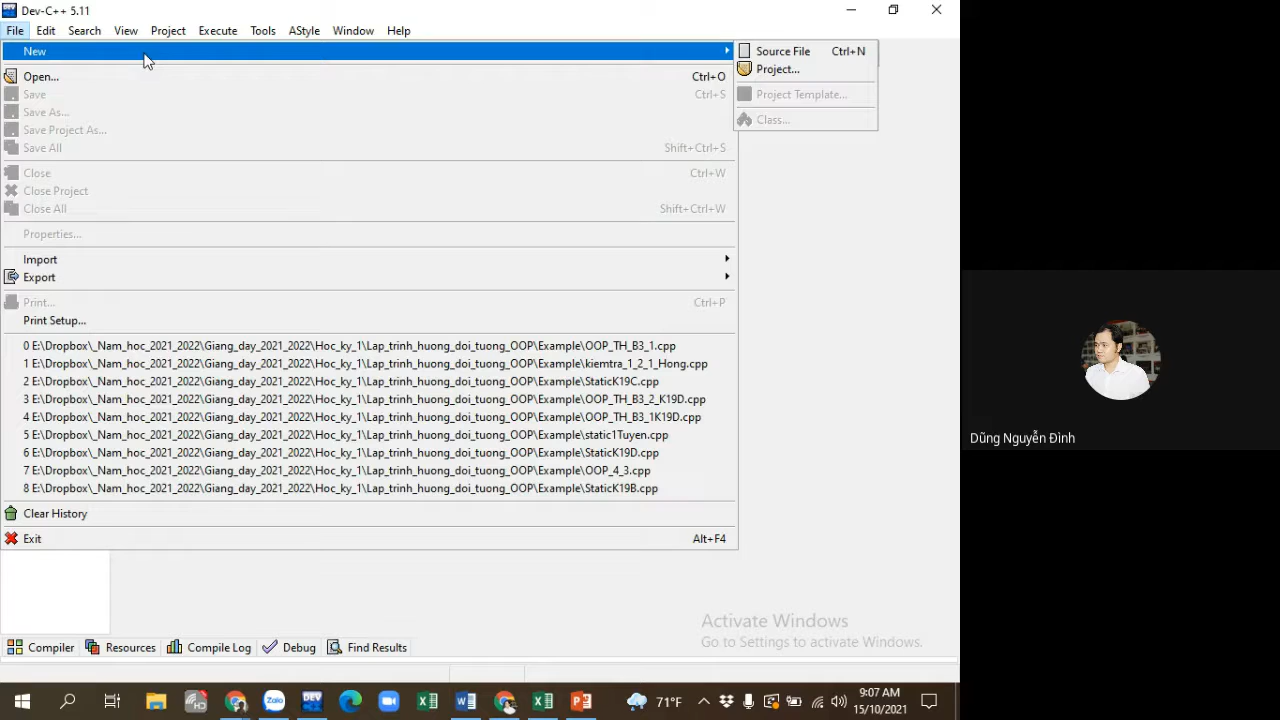 Dev-C++ 5.11
File Edit Search View Project Execute Tools AStyle Window Help
New
Source File Ctrl+N
Project...
Project Template...
Class...
Open... Ctrl+O
Save Ctrl+S
Save As...
Save Project As...
Save All Shift+Ctrl+S
Close Ctrl+W
Close Project
Close All Shift+Ctrl+W
Properties...
Import
Export
Print... Ctrl+P
Print Setup...
0 E:\Dropbox\_Nam_hoc_2021_2022\Giang_day_2021_2022\Hoc_ky_1\Lap_trinh_huong_doi_tuong_OOP\Example\OOP_TH_B3_1.cpp
1 E:\Dropbox\_Nam_hoc_2021_2022\Giang_day_2021_2022\Hoc_ky_1\Lap_trinh_huong_doi_tuong_OOP\Example\kiemtra_1_2_1_Hong.cpp
2 E:\Dropbox\_Nam_hoc_2021_2022\Giang_day_2021_2022\Hoc_ky_1\Lap_trinh_huong_doi_tuong_OOP\Example\StaticK19C.cpp
3 E:\Dropbox\_Nam_hoc_2021_2022\Giang_day_2021_2022\Hoc_ky_1\Lap_trinh_huong_doi_tuong_OOP\Example\OOP_TH_B3_2_K19D.cpp
4 E:\Dropbox\_Nam_hoc_2021_2022\Giang_day_2021_2022\Hoc_ky_1\Lap_trinh_huong_doi_tuong_OOP\Example\OOP_TH_B3_1K19D.cpp
5 E:\Dropbox\_Nam_hoc_2021_2022\Giang_day_2021_2022\Hoc_ky_1\Lap_trinh_huong_doi_tuong_OOP\Example\static1Tuyen.cpp
6 E:\Dropbox\_Nam_hoc_2021_2022\Giang_day_2021_2022\Hoc_ky_1\Lap_trinh_huong_doi_tuong_OOP\Example\StaticK19D.cpp
7 E:\Dropbox\_Nam_hoc_2021_2022\Giang_day_2021_2022\Hoc_ky_1\Lap_trinh_huong_doi_tuong_OOP\Example\OOP_4_3.cpp
8 E:\Dropbox\_Nam_hoc_2021_2022\Giang_day_2021_2022\Hoc_ky_1\Lap_trinh_huong_doi_tuong_OOP\Example\StaticK19B.cpp
Clear History
Exit Alt+F4
Dũng Nguyễn Đình
Activate Windows
Go to Settings to activate Windows.
Compiler Resources Compile Log Debug Find Results
DEV
Zalo
71°F
9:07 AM
15/10/2021